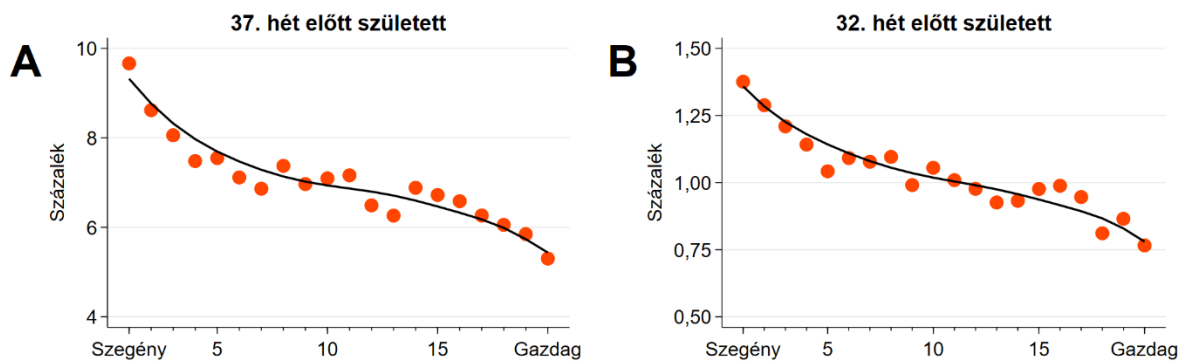 A
37. hét előtt született
Százalék
10
8
6
4
Szegény 5 10 15 Gazdag
B
32. hét előtt született
Százalék
1,50
1,25
1,00
0,75
0,50
Szegény 5 10 15 Gazdag